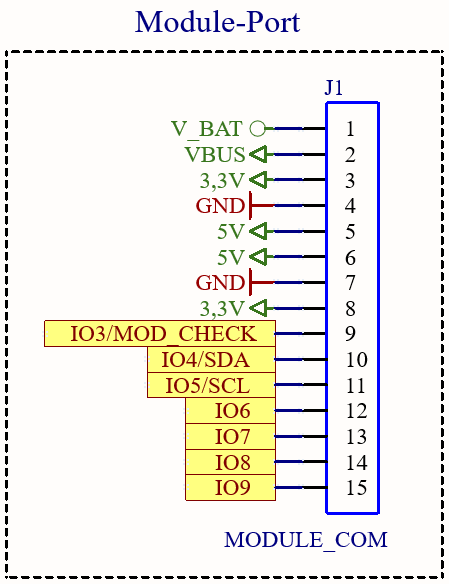 Module-Port
J1
V_BAT 1
VBUS 2
3,3V 3
GND 4
5V 5
5V 6
GND 7
3,3V 8
IO3/MOD_CHECK 9
IO4/SDA 10
IO5/SCL 11
IO6 12
IO7 13
IO8 14
IO9 15
MODULE_COM